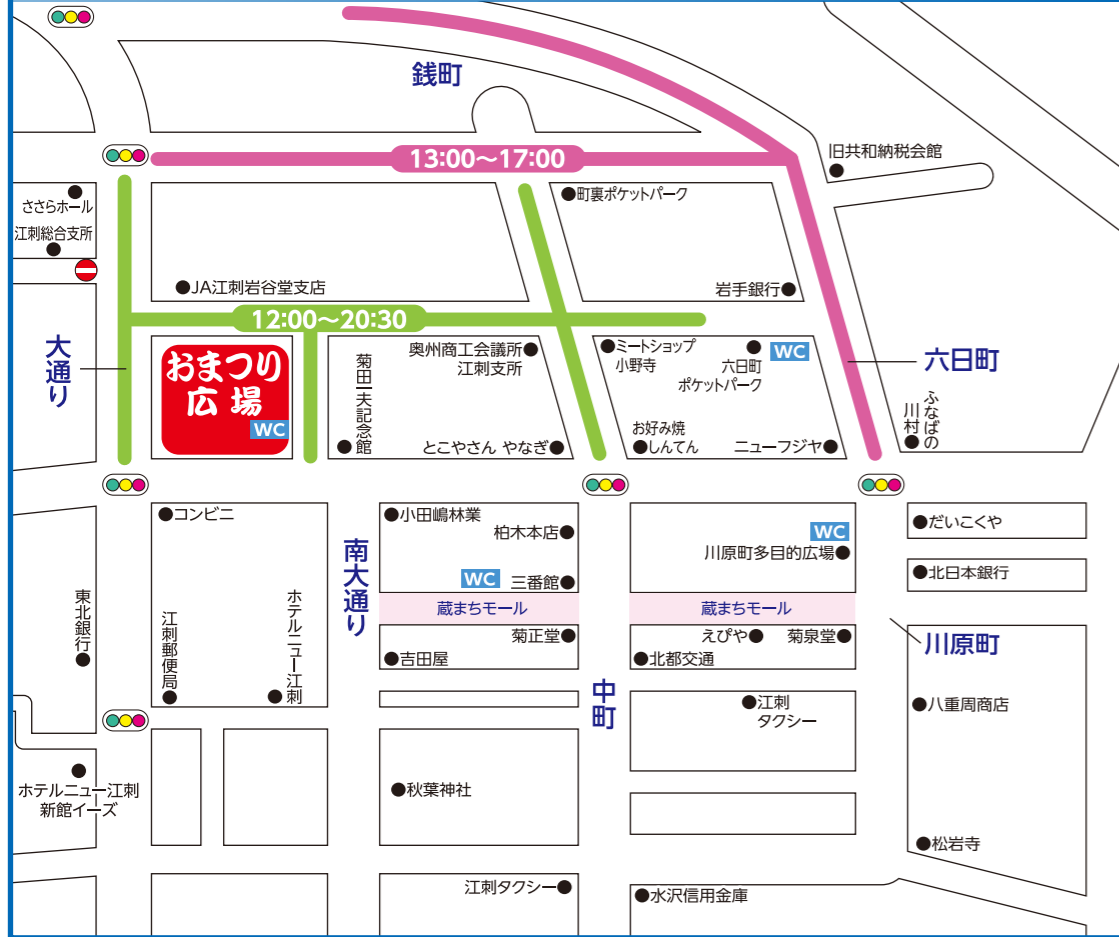 銭町
13:00～17:00
旧共和納税会館
ささらホール
江刺総合支所
町裏ポケットパーク
JA江刺岩谷堂支店
岩手銀行
12:00～20:30
大通り
おまつり
広場
WC
菊田一夫記念館
奥州商工会議所
江刺支所
とこやさん やなぎ
ミートショップ
小野寺
WC
六日町
ポケットパーク
お好み焼
しんてん
ニューフジヤ
六日町
ふなばの
川村
コンビニ
小田嶋林業
柏木本店
WC
三番館
南大通り
WC
川原町多目的広場
だいこくや
北日本銀行
蔵まちモール
蔵まちモール
東北銀行
江刺郵便局
ホテルニュー江刺
菊正堂
吉田屋
えぴや
菊泉堂
北都交通
川原町
中町
江刺
タクシー
八重周商店
ホテルニュー江刺
新館イーズ
秋葉神社
松岩寺
江刺タクシー
水沢信用金庫